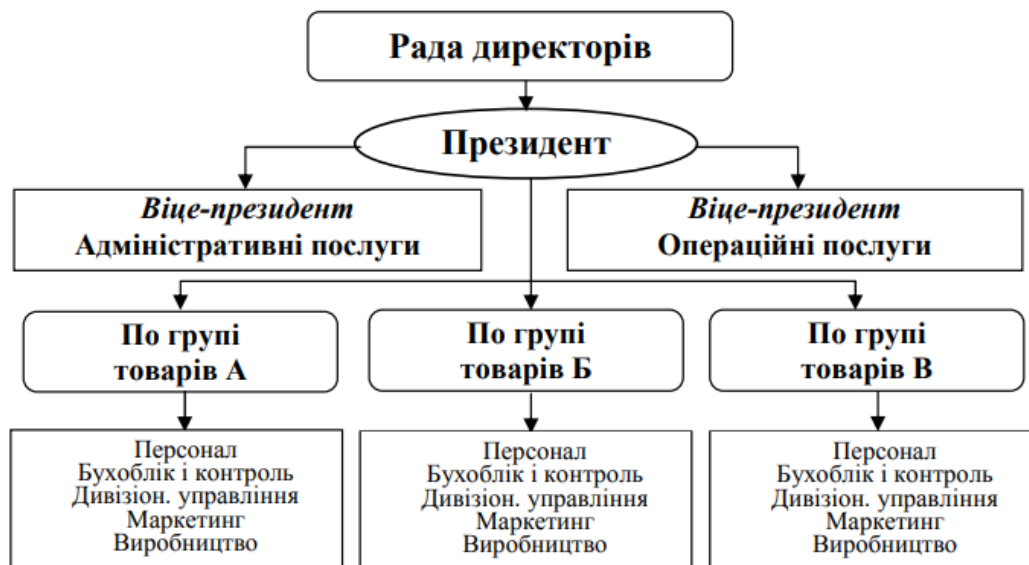 Рада директорів
Президент
Віце-президент
Адміністративні послуги
Віце-президент
Операційні послуги
По групі
товарів А
По групі
товарів Б
По групі
товарів В
Персонал
Бухоблік і контроль
Дивізіон. управління
Маркетинг
Виробництво
Персонал
Бухоблік і контроль
Дивізіон. управління
Маркетинг
Виробництво
Персонал
Бухоблік і контроль
Дивізіон. управління
Маркетинг
Виробництво